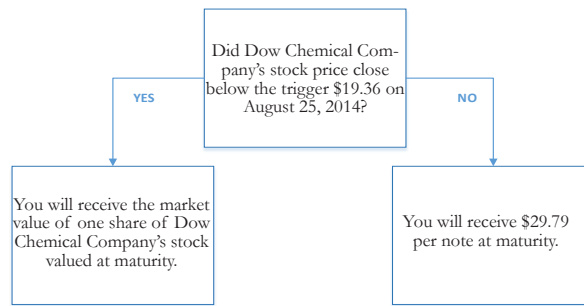 Did Dow Chemical Com-
pany's stock price close
below the trigger $19.36 on
August 25, 2014?
YES
NO
You will receive the market
value of one share of Dow
Chemical Company's stock
valued at maturity.
You will receive $29.79
per note at maturity.